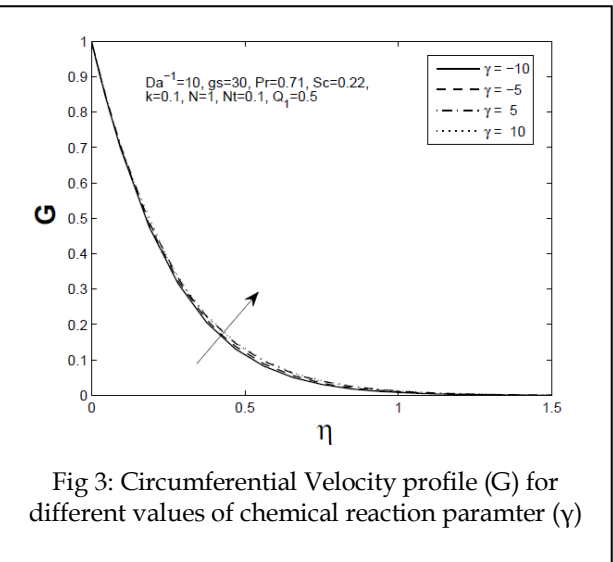 1
0.9
0.8
0.7
0.6
0.5
0.4
0.3
0.2
0.1
0
G
Da⁻¹=10, gs=30, Pr=0.71, Sc=0.22,
k=0.1, N=1, Nt=0.1, Q₁=0.5
γ = −10
γ = −5
γ = 5
γ = 10
0 0.5 1 1.5
η
Fig 3: Circumferential Velocity profile (G) for
different values of chemical reaction paramter (γ)